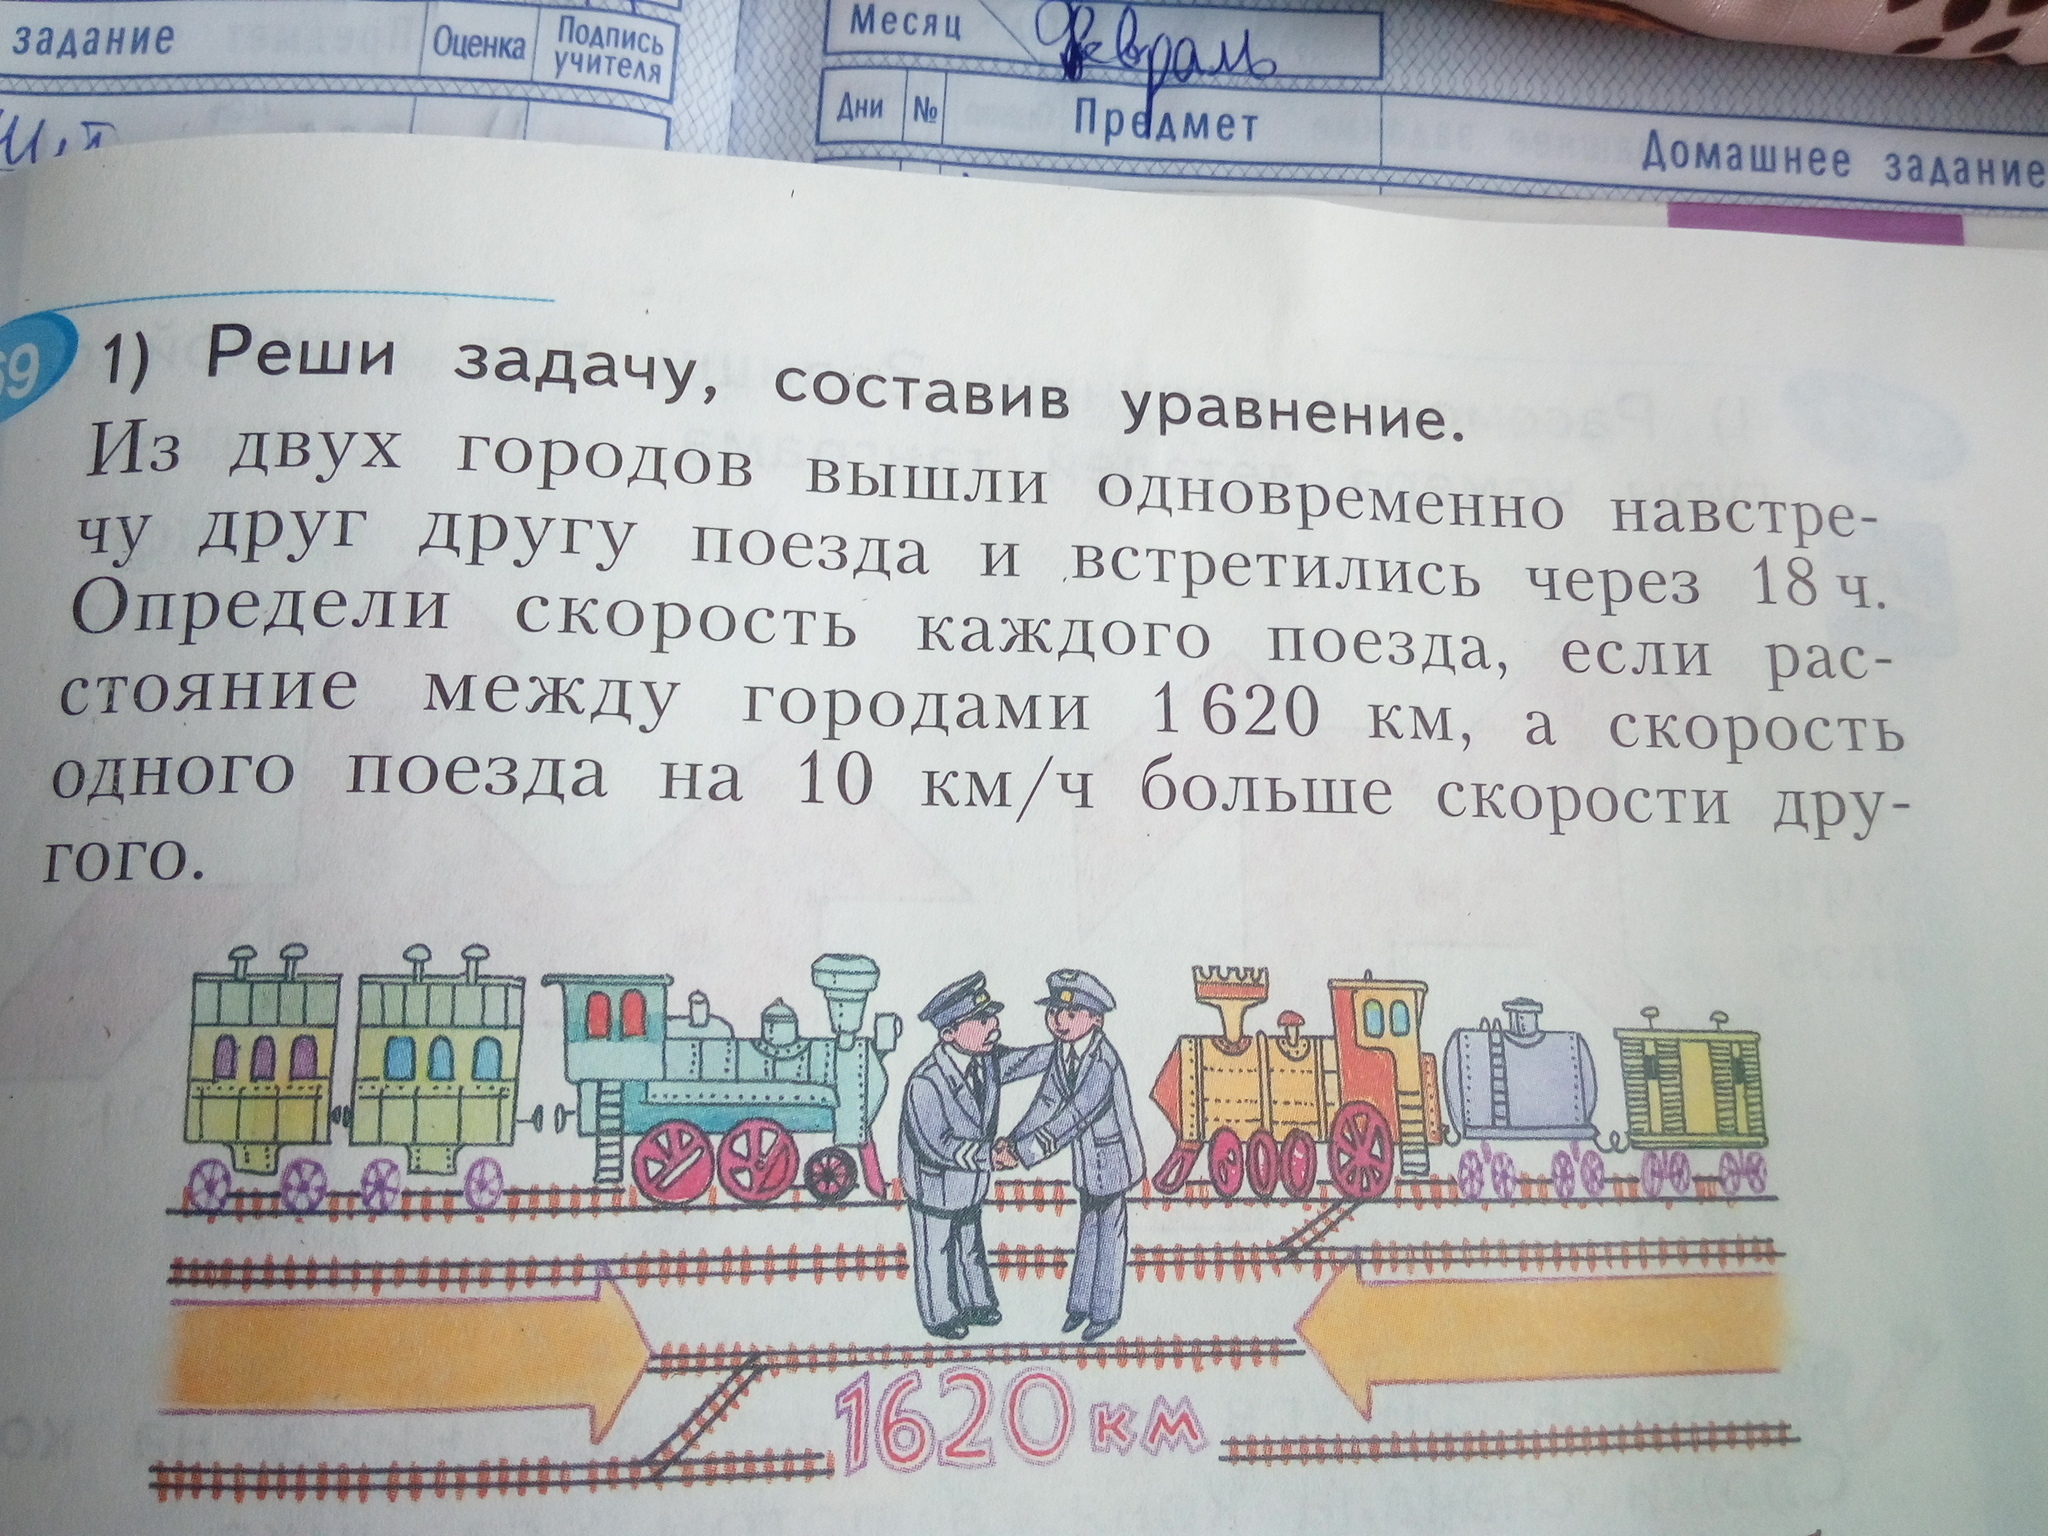 задание
Оценка
Подпись
учителя
Месяц
Февраль
Дни
№
Предмет
Домашнее задание
1) Реши задачу, составив уравнение.
Из двух городов вышли одновременно навстре-
чу друг другу поезда и встретились через 18 ч.
Определи скорость каждого поезда, если рас-
стояние между городами 1 620 км, а скорость
одного поезда на 10 км/ч больше скорости дру-
гого.
1620 км